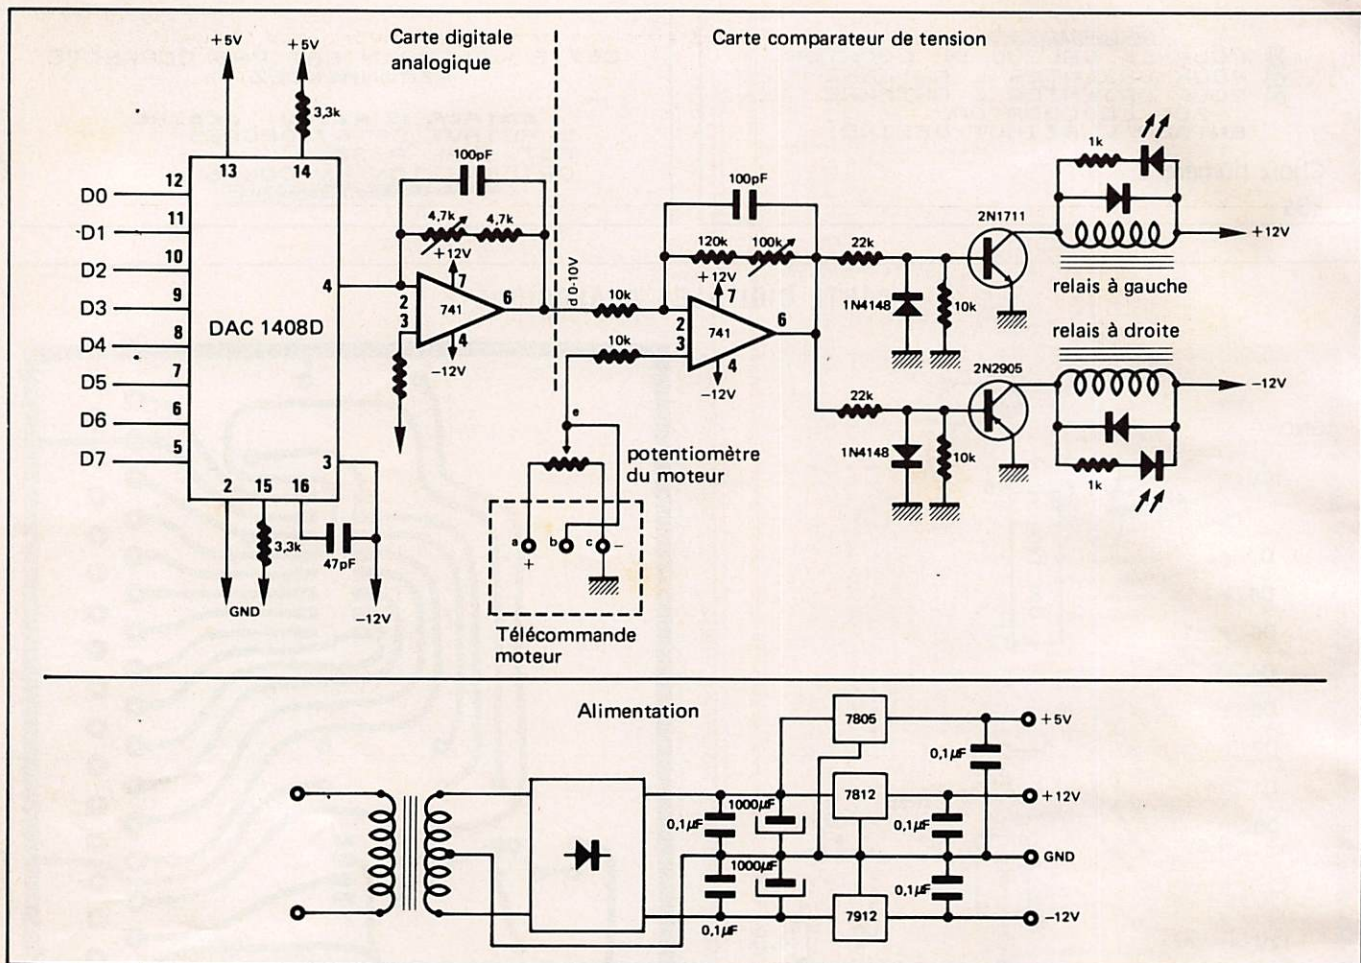 Carte digitale
analogique
Carte comparateur de tension
+5V
+5V
3,3k
13
14
D0
12
D1
11
D2
10
D3
9
D4
8
D5
7
D6
6
D7
5
DAC 1408D
4
3
2
15
16
3,3k
47pF
GND
-12V
100pF
4,7k
4,7k
+12V
7
2
3
741
6
4
-12V
d 0-10V
10k
10k
100pF
120k
100k
+12V
7
2
3
741
6
4
-12V
e
potentiomètre
du moteur
a
b
c
+
-
Télécommande
moteur
22k
1N4148
10k
2N1711
1k
+12V
relais à gauche
relais à droite
22k
1N4148
10k
2N2905
-12V
1k
Alimentation
7805
+5V
0,1µF
1000µF
7812
+12V
0,1µF
0,1µF
GND
1000µF
0,1µF
0,1µF
7912
-12V